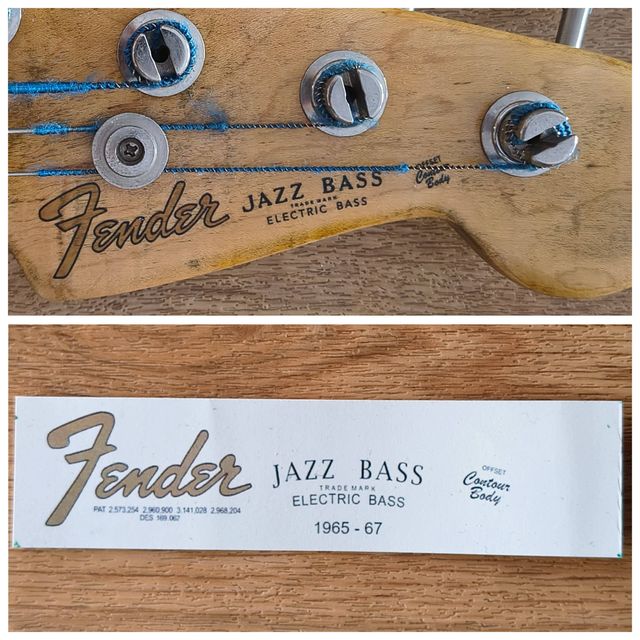 Fender
JAZZ BASS
TRADE MARK
ELECTRIC BASS
OFFSET
Contour
Body
Fender
PAT 2,573,254 2,960,900 3,141,028 2,968,204
DES 169,062
JAZZ BASS
TRADE MARK
ELECTRIC BASS
1965 - 67
OFFSET
Contour
Body